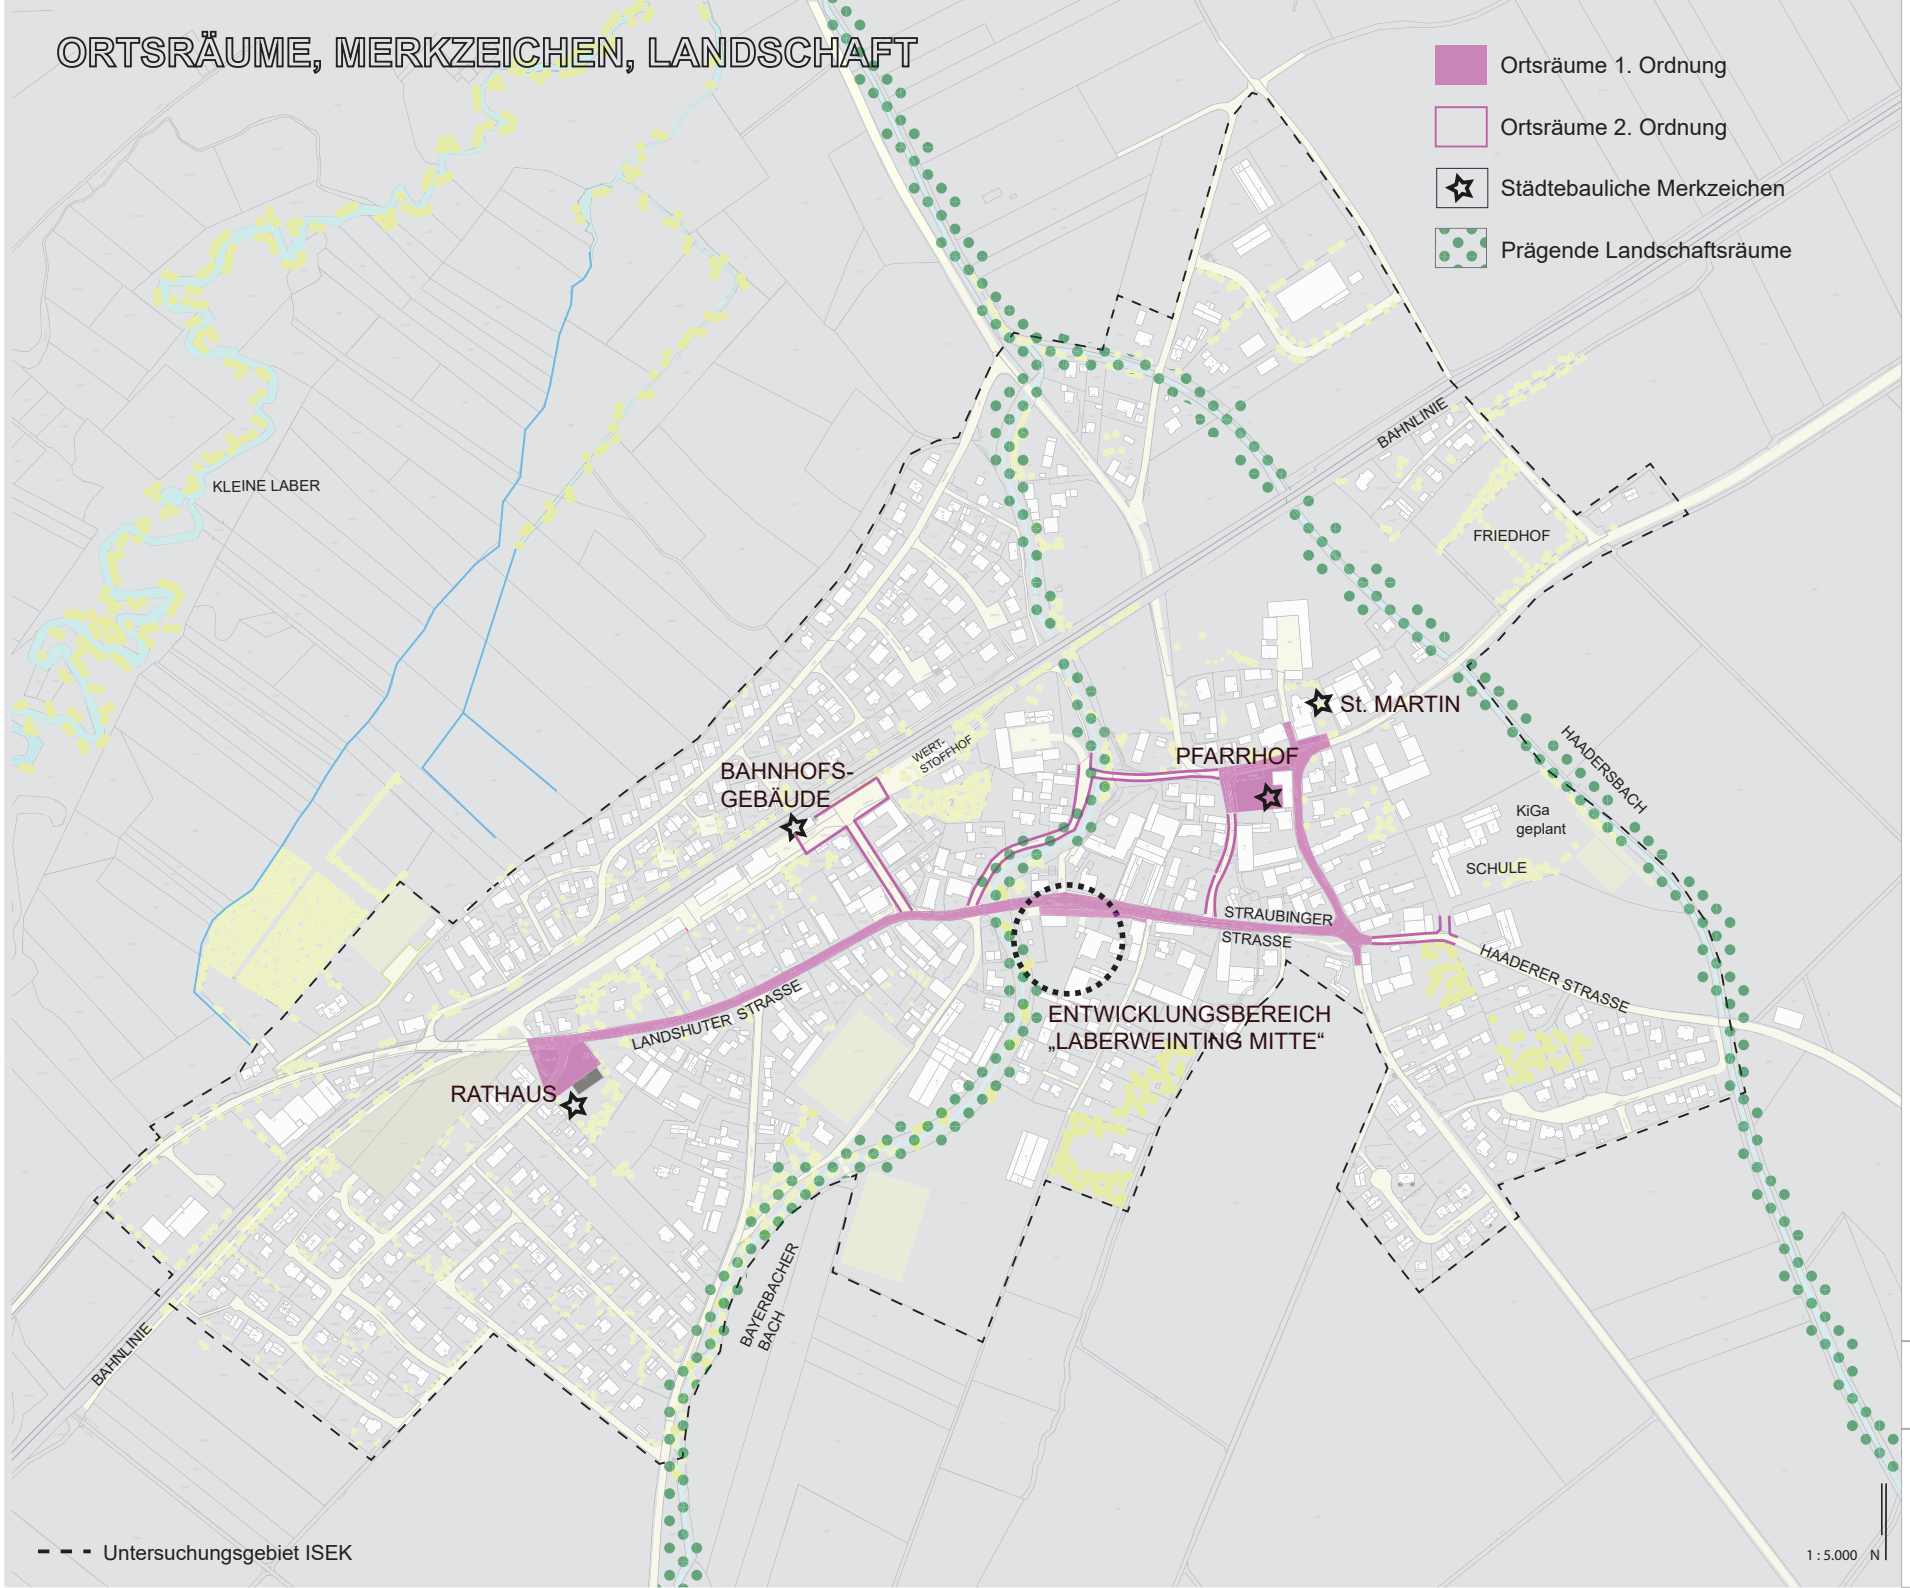 ORTSRÄUME, MERKZEICHEN, LANDSCHAFT
Ortsräume 1. Ordnung
Ortsräume 2. Ordnung
Städtebauliche Merkzeichen
Prägende Landschaftsräume
BAHNLINIE
KLEINE LABER
FRIEDHOF
St. MARTIN
HAADERSBACH
WERT-
STOFFHOF
PFARRHOF
BAHNHOFS-
GEBÄUDE
KiGa
geplant
SCHULE
STRAUBINGER
STRASSE
HAADERER STRASSE
LANDSHUTER STRASSE
ENTWICKLUNGSBEREICH
„LABERWEINTING MITTE“
RATHAUS
BAYERBACHER
BACH
BAHNLINIE
Untersuchungsgebiet ISEK
1 : 5.000 N